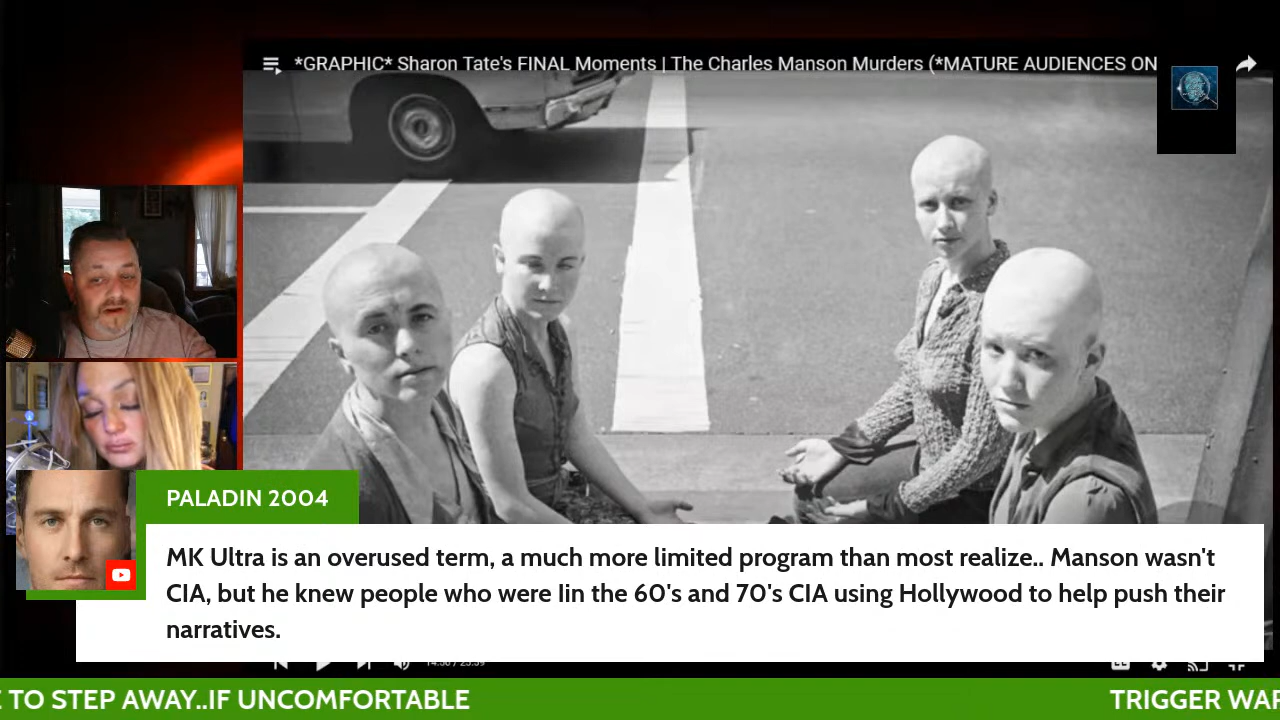 *GRAPHIC* Sharon Tate's FINAL Moments | The Charles Manson Murders (*MATURE AUDIENCES ON
PALADIN 2004
MK Ultra is an overused term, a much more limited program than most realize.. Manson wasn't
CIA, but he knew people who were Iin the 60's and 70's CIA using Hollywood to help push their
narratives.
TO STEP AWAY..IF UNCOMFORTABLE
TRIGGER WAR